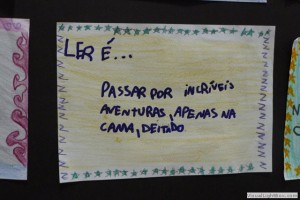 LER É...
PASSAR POR INCRÍVEIS
AVENTURAS, APENAS NA
CAMA, DEITADO